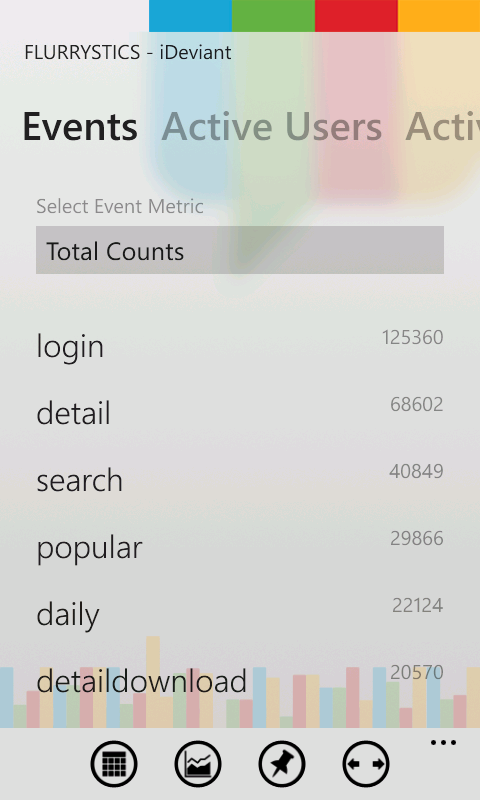 FLURRYSTICS - iDeviant
Events Active Users Activ
Select Event Metric
Total Counts
login 125360
detail 68602
search 40849
popular 29866
daily 22124
detaildownload 20570